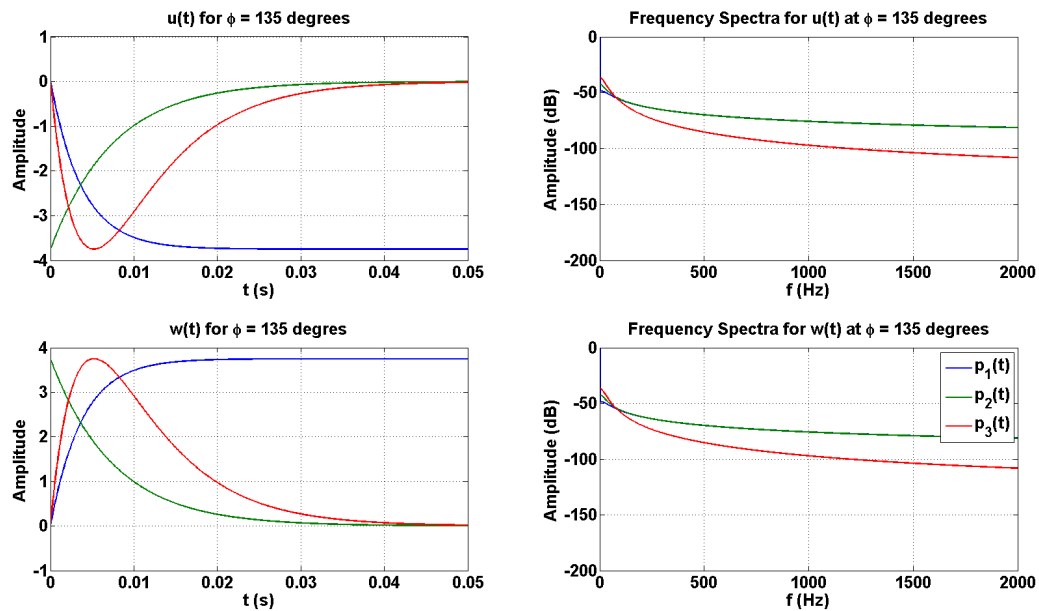 u(t) for ϕ = 135 degrees
Amplitude
1
0
-1
-2
-3
-4
0 0.01 0.02 0.03 0.04 0.05
t (s)
Frequency Spectra for u(t) at ϕ = 135 degrees
Amplitude (dB)
0
-50
-100
-150
-200
0 500 1000 1500 2000
f (Hz)
w(t) for ϕ = 135 degres
Amplitude
4
3
2
1
0
-1
0 0.01 0.02 0.03 0.04 0.05
t (s)
Frequency Spectra for w(t) at ϕ = 135 degrees
Amplitude (dB)
0
-50
-100
-150
-200
0 500 1000 1500 2000
f (Hz)
p_1(t)
p_2(t)
p_3(t)